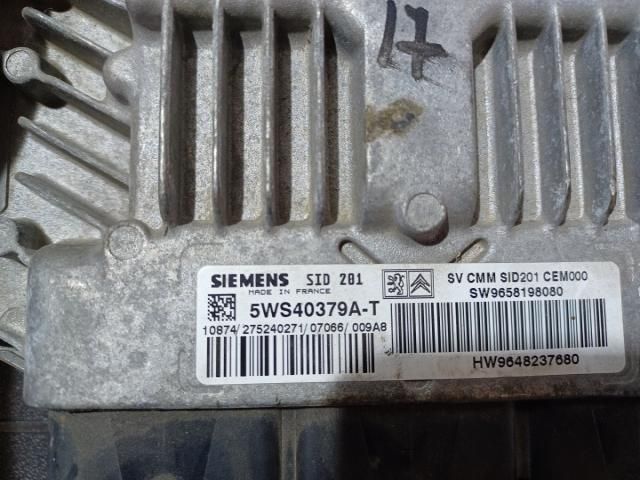 17
SIEMENS SID 201
MADE IN FRANCE
5WS40379A-T
10874/275240271/07066/009A8
SV CMM SID201 CEM000
SW9658198080
HW9648237680